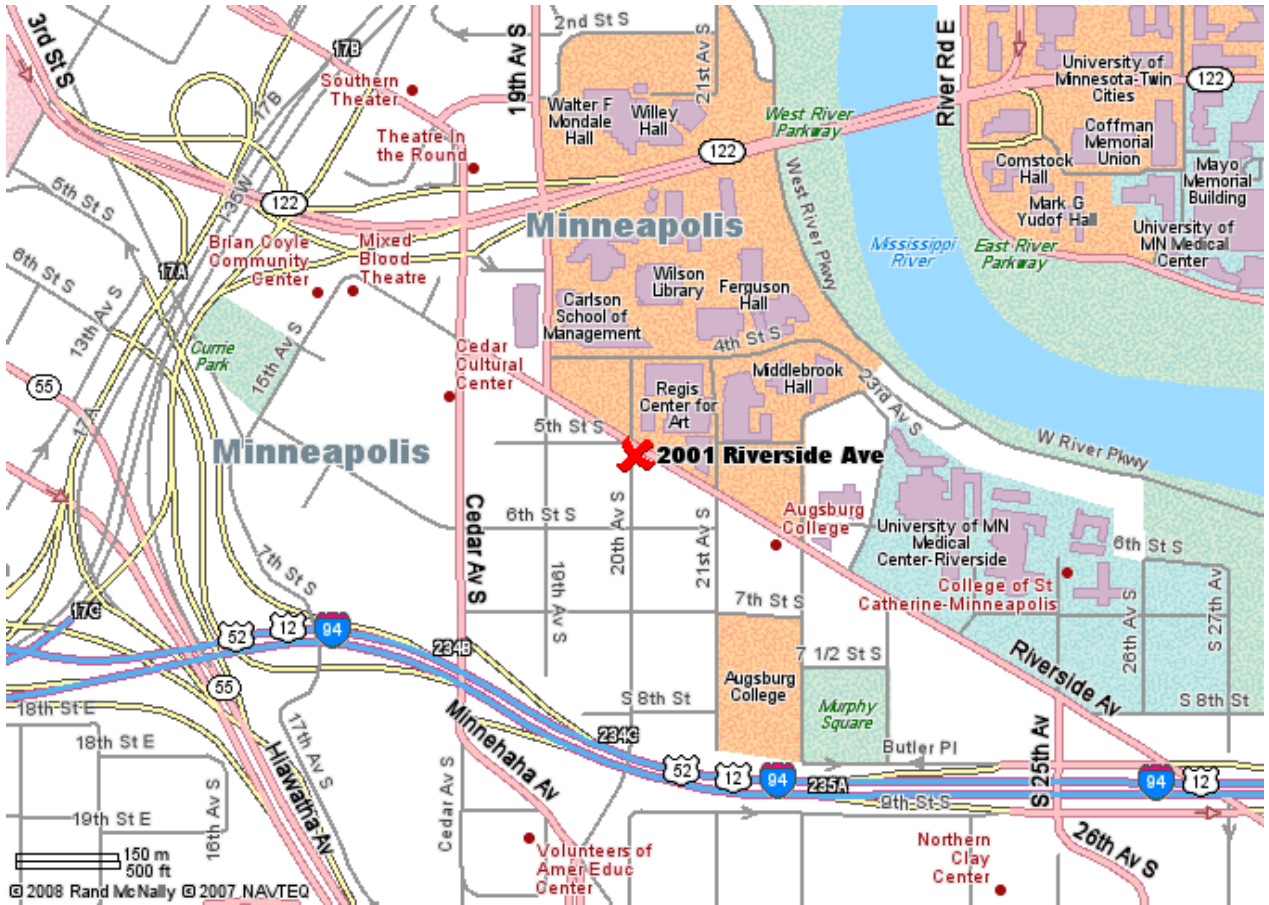 2nd St S
3rd St S
17B
19th Av S
21st Av S
River Rd E
University of
Minnesota-Twin
Cities
122
Southern
Theater
17B
Walter F
Mondale
Hall
Willey
Hall
West River
Parkway
Coffman
Memorial
Union
Theatre In
the Round
122
Comstock
Hall
Mayo
Memorial
Building
I-35W
5th St S
122
Mark G
Yudof Hall
West River Pkwy
Minneapolis
University of
MN Medical
Center
Brian Coyle
Community
Center
Mixed
Blood
Theatre
Mississippi
River
East River
Parkway
6th St S
17A
13th Av S
Wilson
Library
Ferguson
Hall
Carlson
School of
Management
Currie
Park
15th Av S
4th St S
Cedar
Cultural
Center
55
Regis
Center for
Art
Middlebrook
Hall
23rd Av S
17A
5th St S
W River Pkwy
Minneapolis
2001 Riverside Ave
Cedar Av S
6th St S
20th Av S
21st Av S
Augsburg
College
University of MN
Medical
Center-Riverside
6th St S
7th St S
19th Av S
College of St
Catherine-Minneapolis
17C
7th St S
26th Av S
S 27th Av
52
12
94
234B
7 1/2 St S
Riverside Av
55
Augsburg
College
18th St E
17th Av S
S 8th St
Murphy
Square
S 8th St
Minnehaha Av
234C
18th St E
Butler Pl
52
12
94
235A
S 25th Av
94
12
9th St S
Hiawatha Av
16th Av S
19th St E
Cedar Av S
26th Av S
150 m
500 ft
Volunteers of
Amer Educ
Center
Northern
Clay
Center
© 2008 Rand McNally © 2007 NAVTEQ